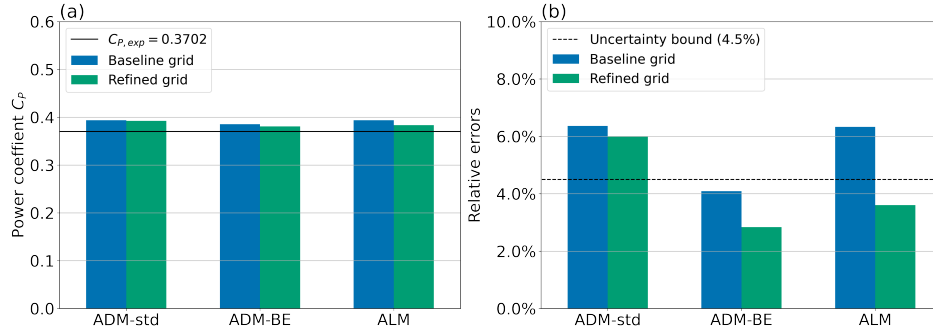 (a)
0.6
0.5
0.4
0.3
0.2
0.1
0.0
Power coeffient C_P
C_{P,exp} = 0.3702
Baseline grid
Refined grid
ADM-std
ADM-BE
ALM
(b)
10.0%
8.0%
6.0%
4.0%
2.0%
0.0%
Relative errors
Uncertainty bound (4.5%)
Baseline grid
Refined grid
ADM-std
ADM-BE
ALM